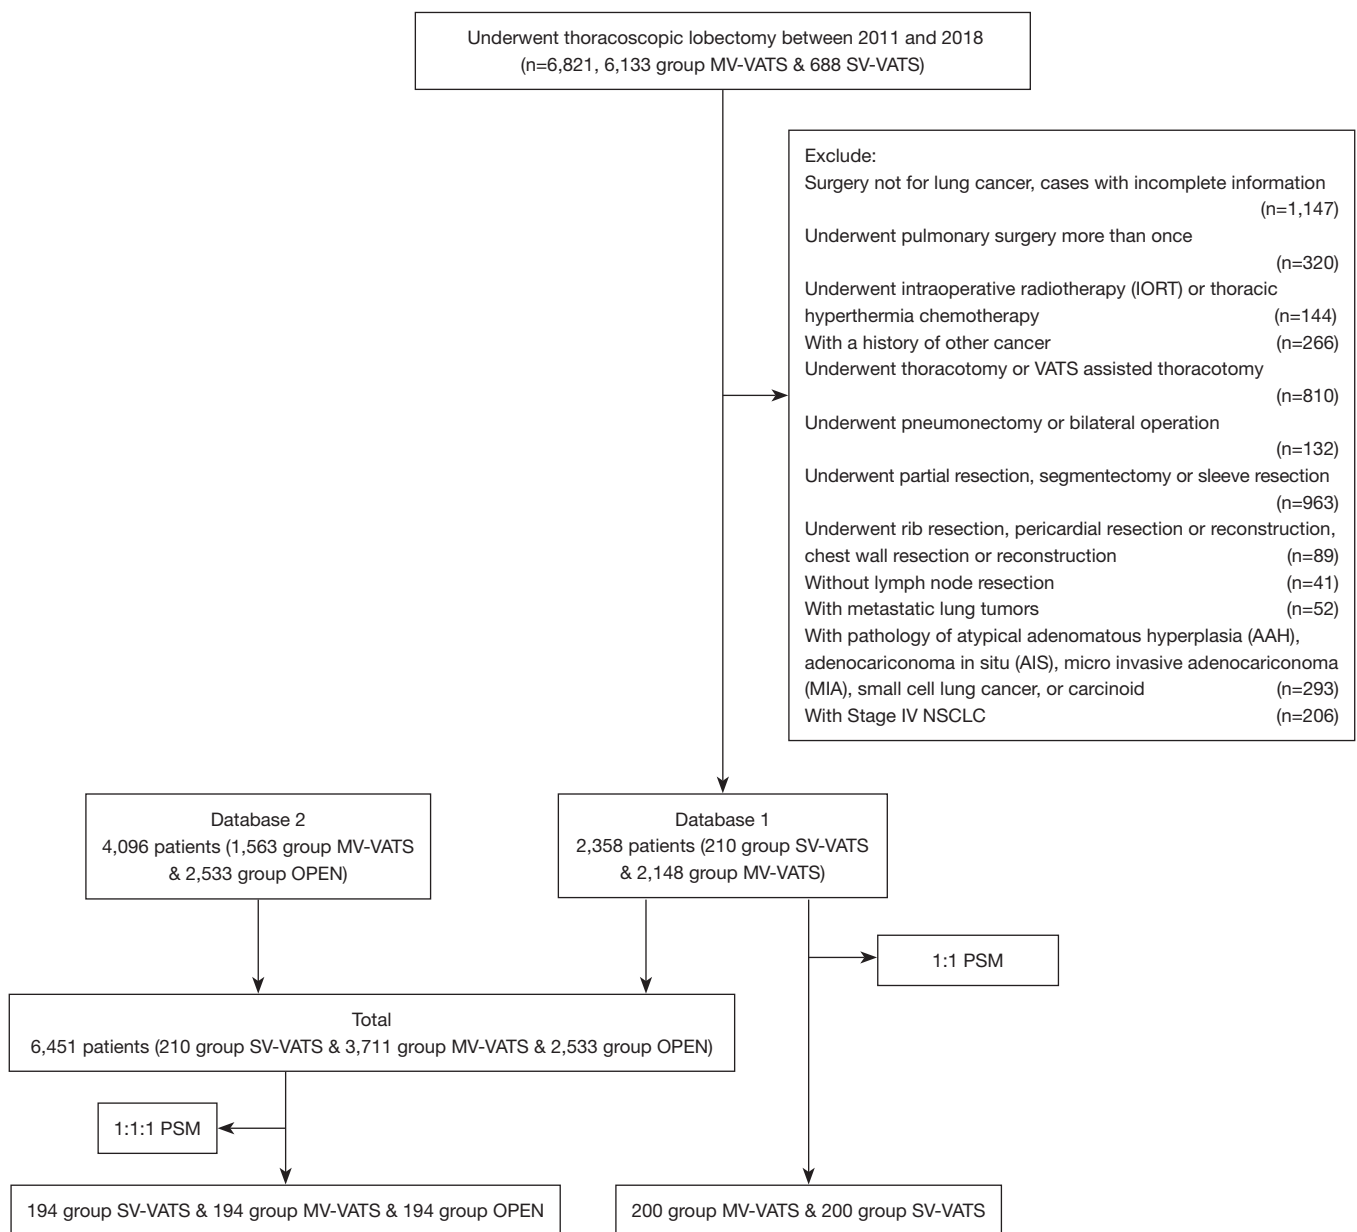 Underwent thoracoscopic lobectomy between 2011 and 2018
(n=6,821, 6,133 group MV-VATS & 688 SV-VATS)
Exclude:
Surgery not for lung cancer, cases with incomplete information
(n=1,147)
Underwent pulmonary surgery more than once
(n=320)
Underwent intraoperative radiotherapy (IORT) or thoracic
hyperthermia chemotherapy (n=144)
With a history of other cancer (n=266)
Underwent thoracotomy or VATS assisted thoracotomy
(n=810)
Underwent pneumonectomy or bilateral operation
(n=132)
Underwent partial resection, segmentectomy or sleeve resection
(n=963)
Underwent rib resection, pericardial resection or reconstruction,
chest wall resection or reconstruction (n=89)
Without lymph node resection (n=41)
With metastatic lung tumors (n=52)
With pathology of atypical adenomatous hyperplasia (AAH),
adenocariconoma in situ (AIS), micro invasive adenocariconoma
(MIA), small cell lung cancer, or carcinoid (n=293)
With Stage IV NSCLC (n=206)
Database 2
4,096 patients (1,563 group MV-VATS
& 2,533 group OPEN)
Database 1
2,358 patients (210 group SV-VATS
& 2,148 group MV-VATS)
1:1 PSM
Total
6,451 patients (210 group SV-VATS & 3,711 group MV-VATS & 2,533 group OPEN)
1:1:1 PSM
194 group SV-VATS & 194 group MV-VATS & 194 group OPEN
200 group MV-VATS & 200 group SV-VATS